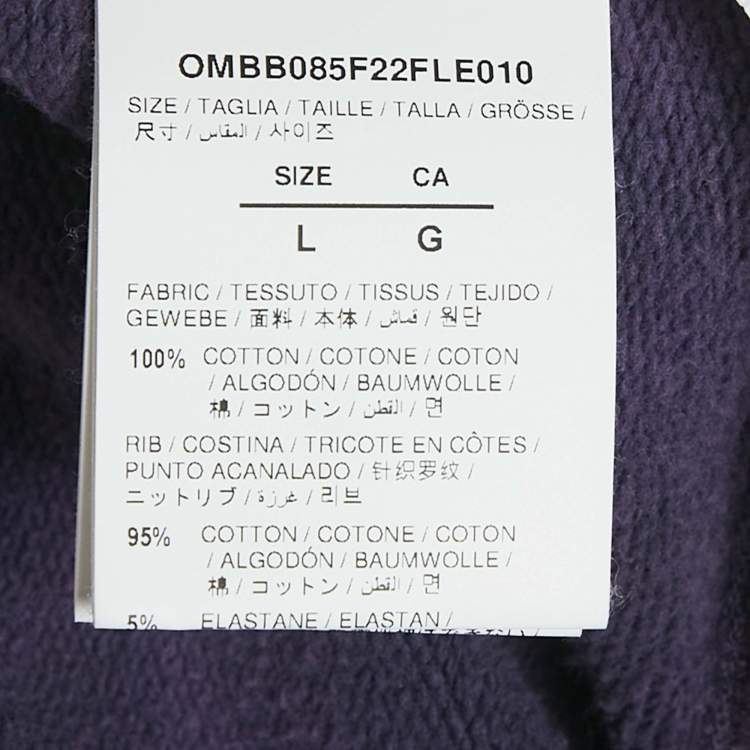 OMBB085F22FLE010
SIZE / TAGLIA / TAILLE / TALLA / GRÖSSE /
尺寸 / المقاس / 사이즈
SIZE CA
L G
FABRIC / TESSUTO / TISSUS / TEJIDO /
GEWEBE / 面料 / 本体 / قماش / 원단
100% COTTON / COTONE / COTON
/ ALGODÓN / BAUMWOLLE /
棉 / コットン / القطن / 면
RIB / COSTINA / TRICOTE EN CÔTES /
PUNTO ACANALADO / 针织罗纹 /
ニットリブ / غرزة / 리브
95% COTTON / COTONE / COTON
/ ALGODÓN / BAUMWOLLE /
棉 / コットン / القطن / 면
5% ELASTANE / ELASTAN /